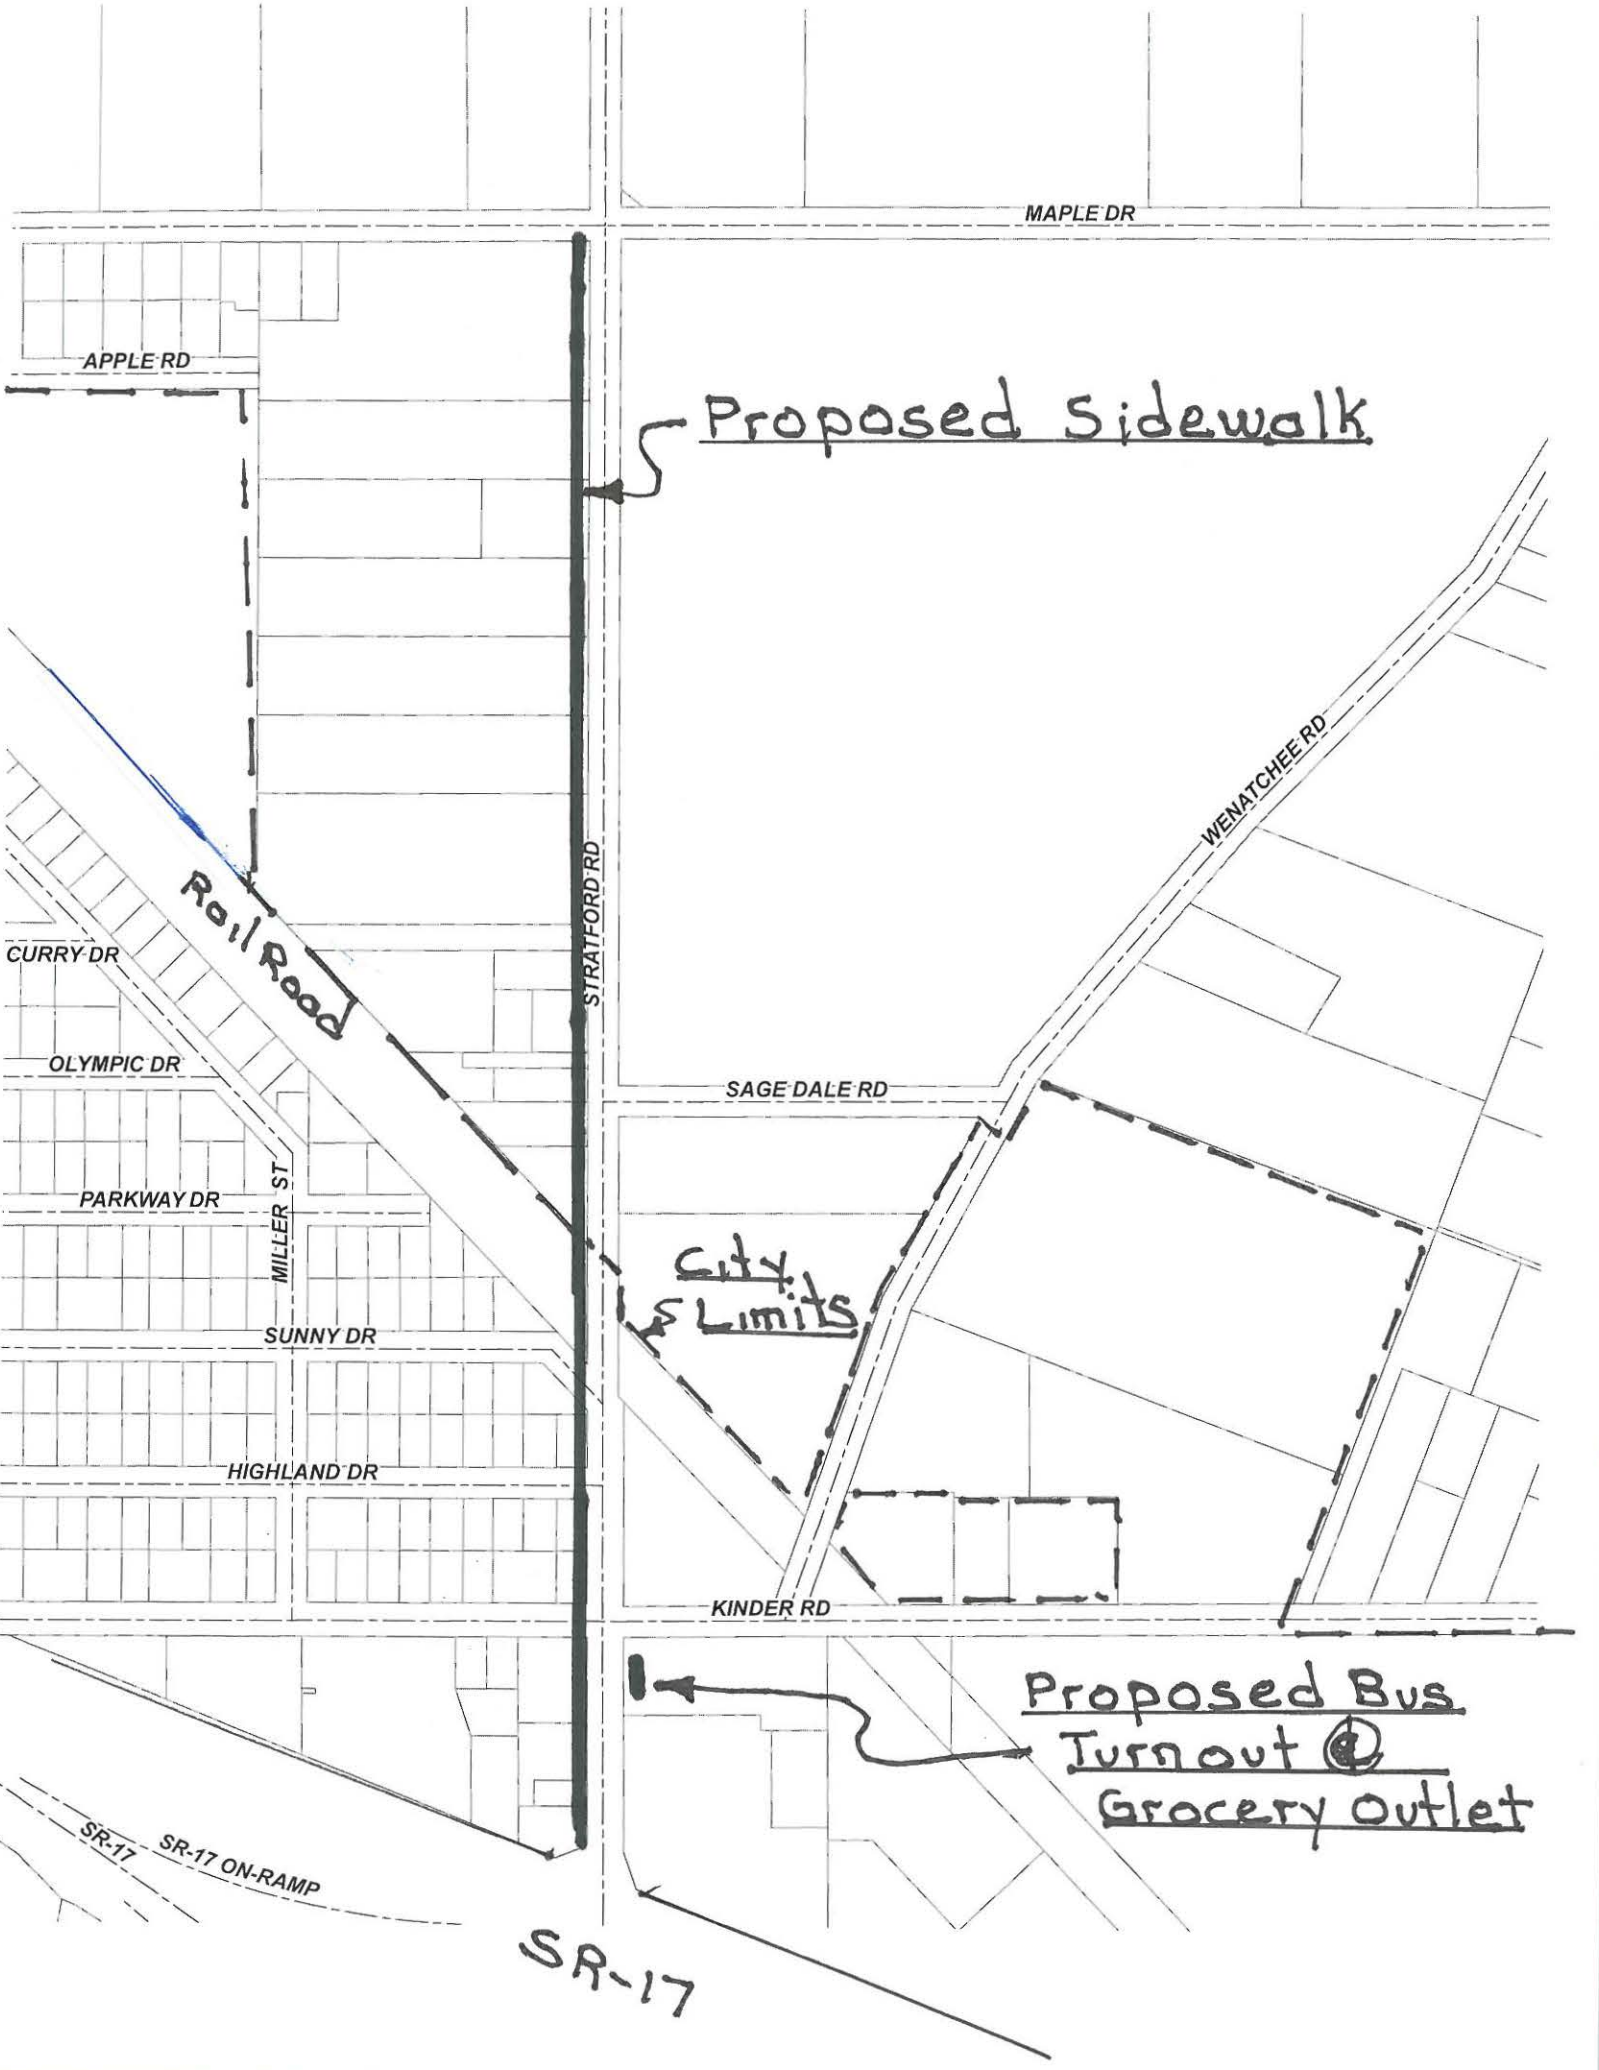 MAPLE DR
APPLE RD
Proposed Sidewalk
WENATCHEE RD
STRATFORD RD
Rail Road
CURRY DR
OLYMPIC DR
SAGE DALE RD
MILLER ST
PARKWAY DR
City
Limits
SUNNY DR
HIGHLAND DR
KINDER RD
Proposed Bus
Turnout @
Grocery Outlet
SR-17
SR-17 ON-RAMP
SR-17